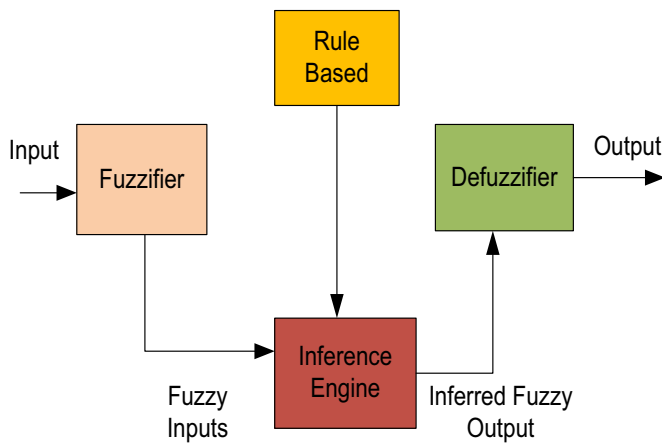 Rule
Based
Input
Fuzzifier
Defuzzifier
Output
Inference
Engine
Fuzzy
Inputs
Inferred Fuzzy
Output